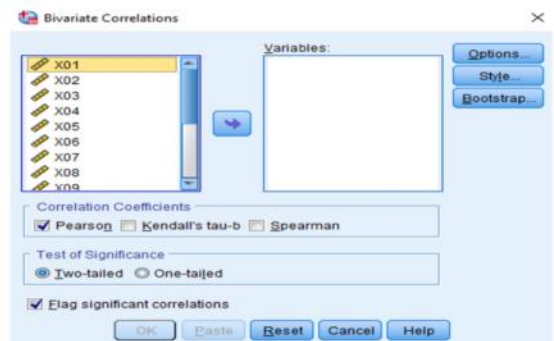 Bivariate Correlations
Variables:
X01
X02
X03
X04
X05
X06
X07
X08
X09
Options...
Style...
Bootstrap...
Correlation Coefficients
Pearson Kendall's tau-b Spearman
Test of Significance
Two-tailed One-tailed
Flag significant correlations
OK Paste Reset Cancel Help